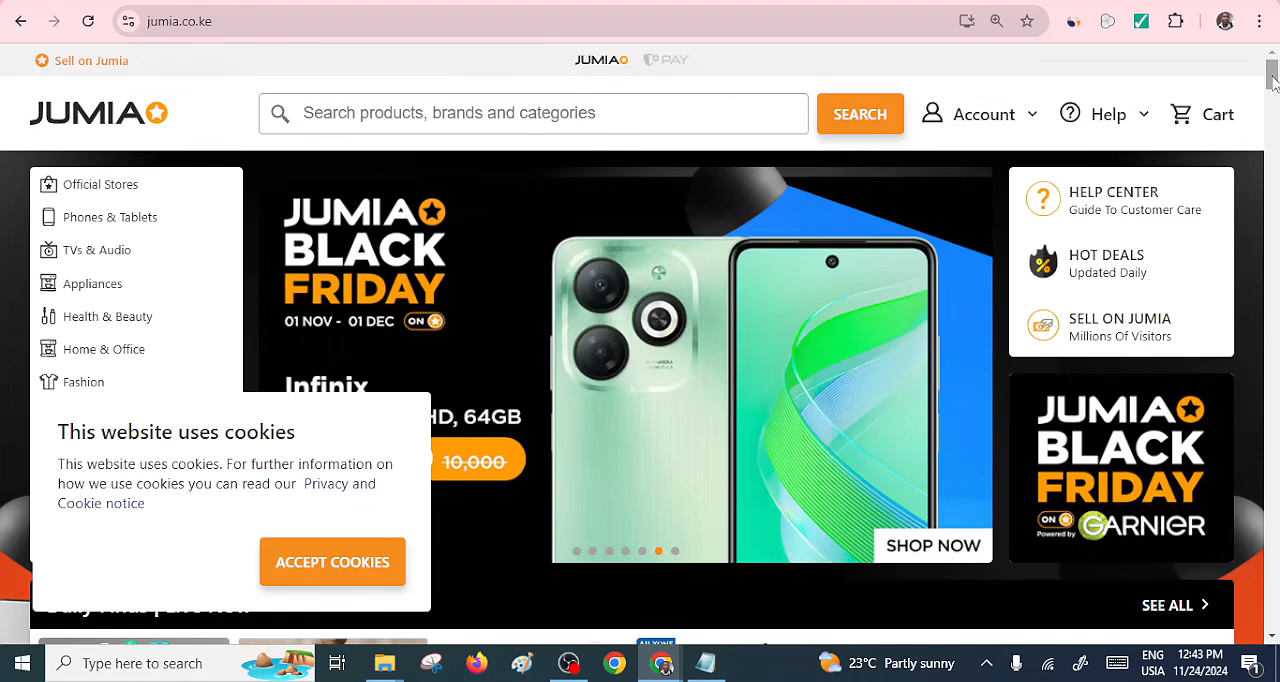 jumia.co.ke
Sell on Jumia
JUMIA
PAY
JUMIA
Search products, brands and categories
SEARCH
Account
Help
Cart
Official Stores
Phones & Tablets
TVs & Audio
Appliances
Health & Beauty
Home & Office
Fashion
JUMIA
BLACK
FRIDAY
01 NOV - 01 DEC ON
Infinix
HD, 64GB
10,000
SHOP NOW
HELP CENTER
Guide To Customer Care
HOT DEALS
Updated Daily
SELL ON JUMIA
Millions Of Visitors
JUMIA
BLACK
FRIDAY
ON
Powered by GARNIER
This website uses cookies
This website uses cookies. For further information on
how we use cookies you can read our Privacy and
Cookie notice
ACCEPT COOKIES
SEE ALL
Type here to search
23°C Partly sunny
ENG
USIA
12:43 PM
11/24/2024
1